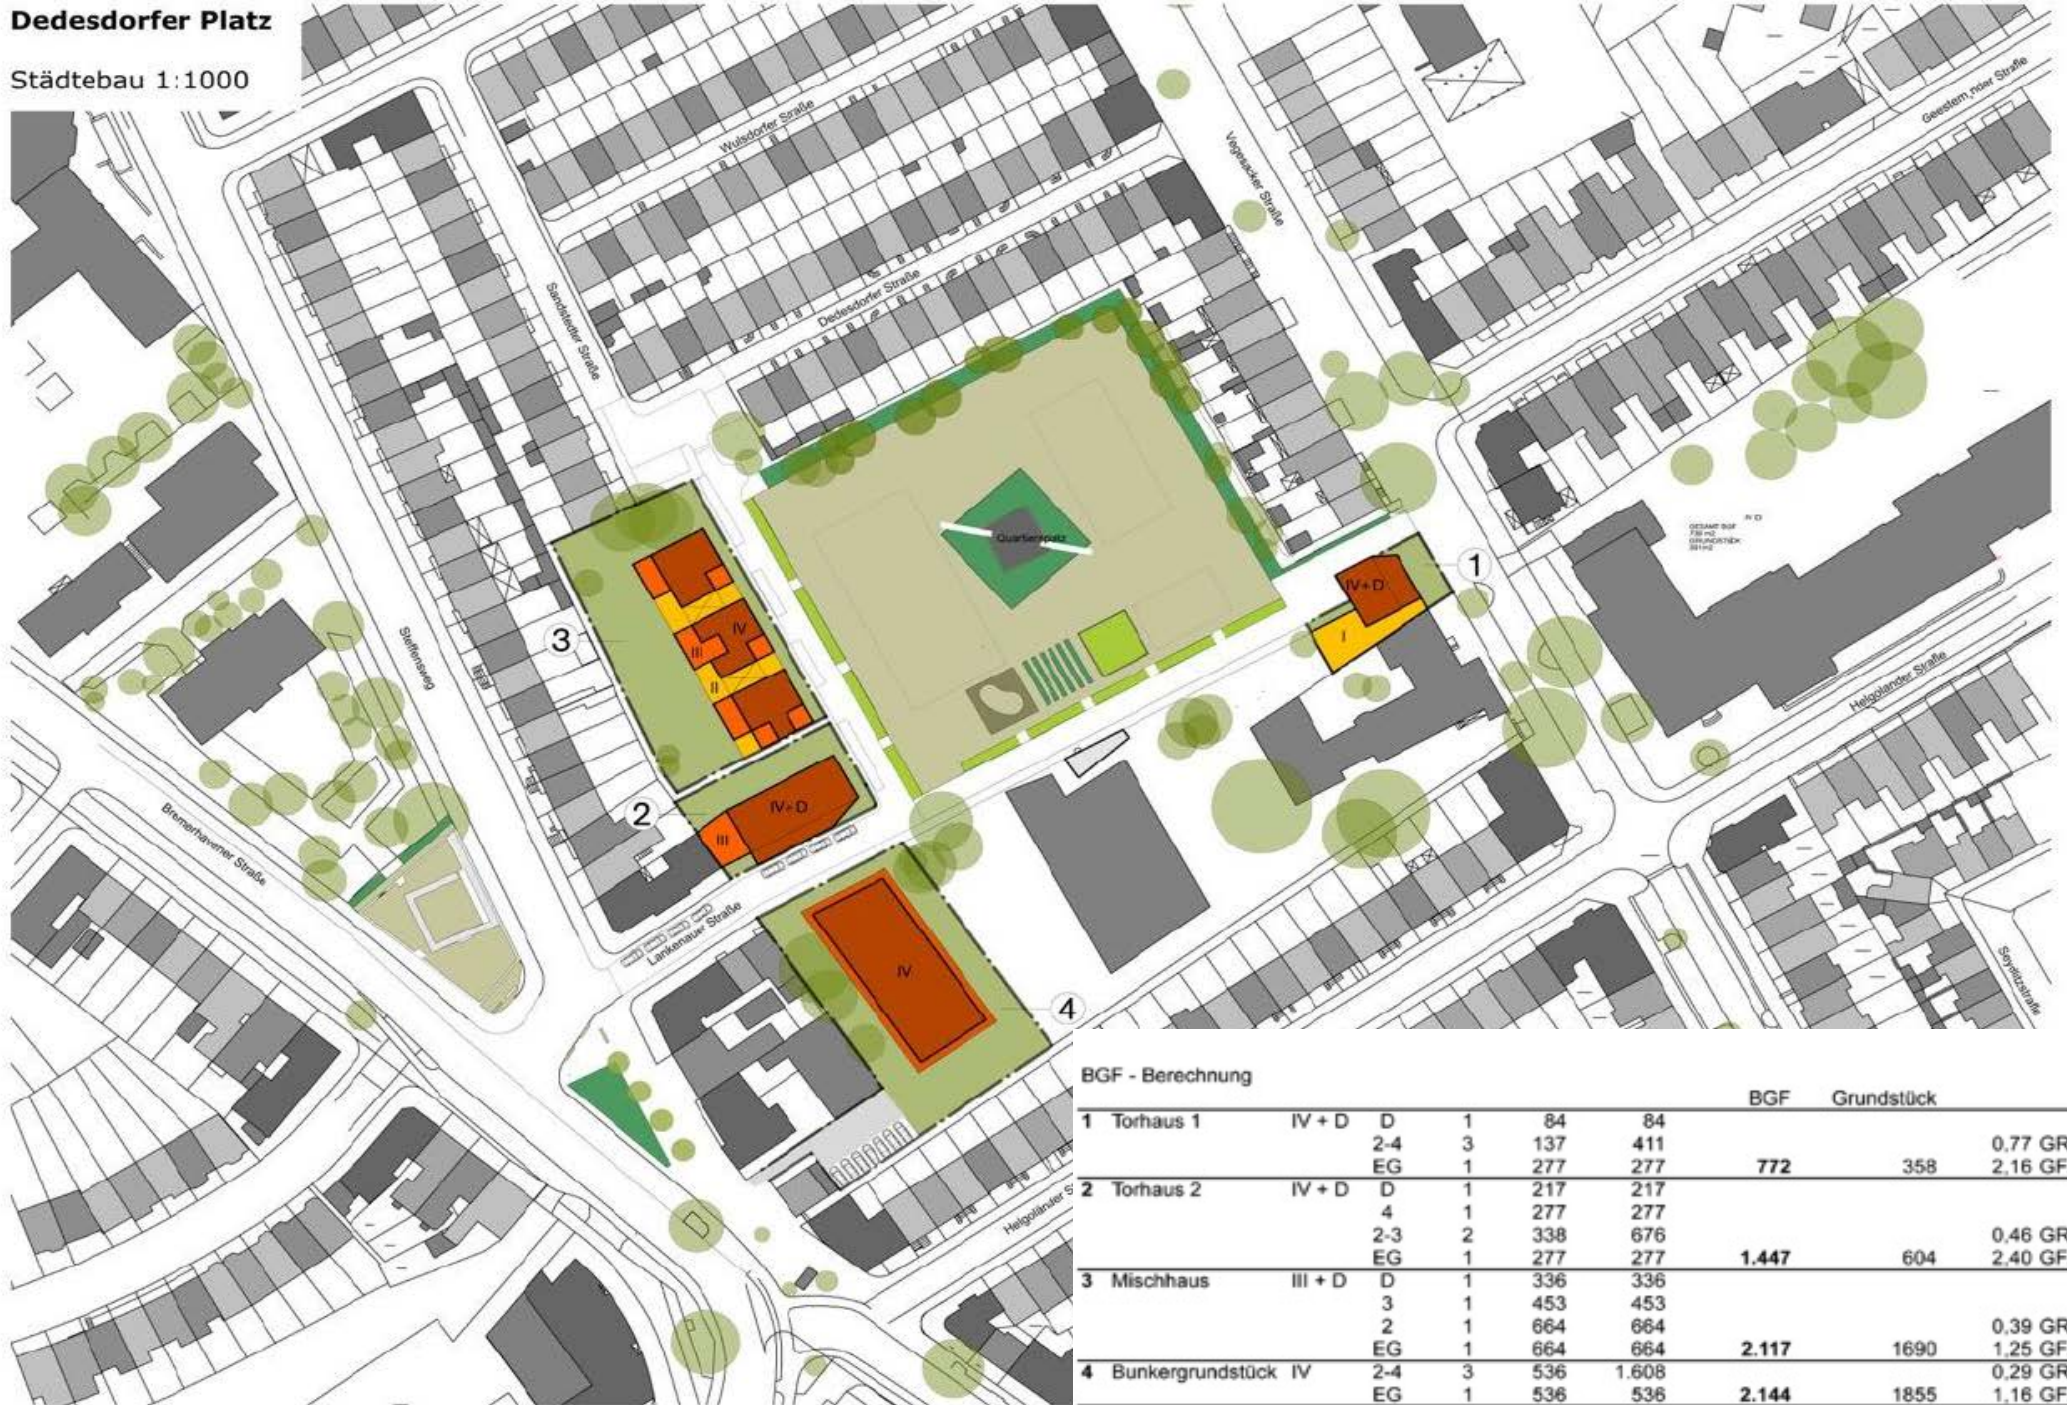 Dedesdorfer Platz
Städtebau 1:1000
Wulsdorfer Straße
Vegesacker Straße
Sandstedter Straße
Dedesdorfer Straße
Quartiersplatz
GESAMT BGF
GRUNDSTÜCK
1
IV+D
I
3
IV
III
II
Steffensweg
Helgolander Straße
2
IV+D
III
Bremerhavener Straße
Lankenauer Straße
IV
4
Seydlitzstraße
Helgoländer S
BGF - Berechnung
BGF Grundstück
1 Torhaus 1 IV + D D 1 84 84
2-4 3 137 411 0,77 GR
EG 1 277 277 772 358 2,16 GF
2 Torhaus 2 IV + D D 1 217 217
4 1 277 277
2-3 2 338 676 0,46 GR
EG 1 277 277 1.447 604 2,40 GF
3 Mischhaus III + D D 1 336 336
3 1 453 453
2 1 664 664 0,39 GR
EG 1 664 664 2.117 1690 1,25 GF
4 Bunkergrundstück IV 2-4 3 536 1.608 0,29 GR
EG 1 536 536 2.144 1855 1,16 GF